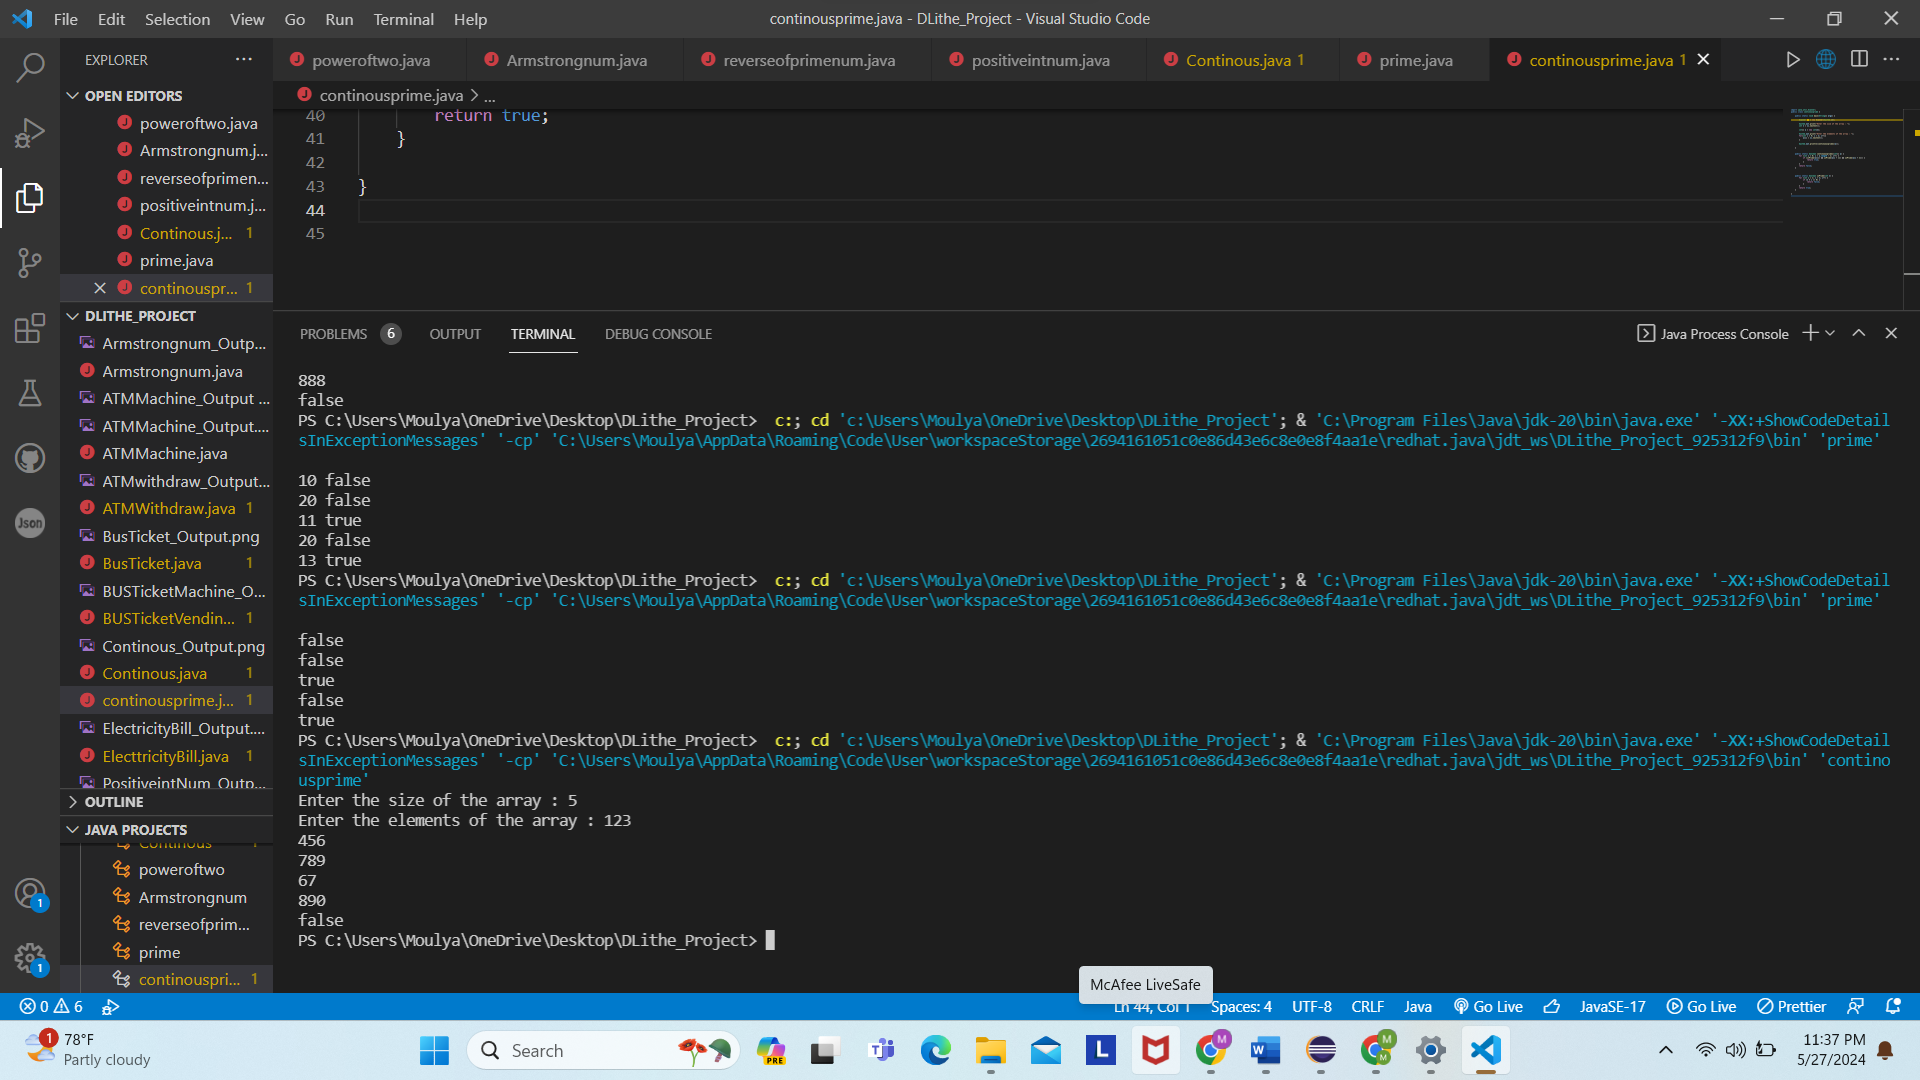 File Edit Selection View Go Run Terminal Help
continousprime.java - DLithe_Project - Visual Studio Code
EXPLORER
OPEN EDITORS
poweroftwo.java
Armstrongnum.j...
reverseofprimen...
positiveintnum.j...
Continous.j... 1
prime.java
continouspr... 1
DLITHE_PROJECT
Armstrongnum_Outp...
Armstrongnum.java
ATMMachine_Output ...
ATMMachine_Output....
ATMMachine.java
ATMwithdraw_Output...
ATMWithdraw.java 1
BusTicket_Output.png
BusTicket.java 1
BUSTicketMachine_O...
BUSTicketVendin... 1
Continous_Output.png
Continous.java 1
continousprime.j... 1
ElectricityBill_Output....
ElecttricityBill.java 1
PositiveintNum_Outp...
OUTLINE
JAVA PROJECTS
Continous 1
poweroftwo
Armstrongnum
reverseofprim...
prime
continouspri... 1
poweroftwo.java Armstrongnum.java reverseofprimenum.java positiveintnum.java Continous.java 1 prime.java continousprime.java 1
continousprime.java > ...
40 return true;
41 }
42
43 }
44
45
PROBLEMS 6 OUTPUT TERMINAL DEBUG CONSOLE
Java Process Console
888
false
PS C:\Users\Moulya\OneDrive\Desktop\DLithe_Project>  c:; cd 'c:\Users\Moulya\OneDrive\Desktop\DLithe_Project'; & 'C:\Program Files\Java\jdk-20\bin\java.exe' '-XX:+ShowCodeDetail
sInExceptionMessages' '-cp' 'C:\Users\Moulya\AppData\Roaming\Code\User\workspaceStorage\2694161051c0e86d43e6c8e0e8f4aa1e\redhat.java\jdt_ws\DLithe_Project_925312f9\bin' 'prime'
10 false
20 false
11 true
20 false
13 true
PS C:\Users\Moulya\OneDrive\Desktop\DLithe_Project>  c:; cd 'c:\Users\Moulya\OneDrive\Desktop\DLithe_Project'; & 'C:\Program Files\Java\jdk-20\bin\java.exe' '-XX:+ShowCodeDetail
sInExceptionMessages' '-cp' 'C:\Users\Moulya\AppData\Roaming\Code\User\workspaceStorage\2694161051c0e86d43e6c8e0e8f4aa1e\redhat.java\jdt_ws\DLithe_Project_925312f9\bin' 'prime'
false
false
true
false
true
PS C:\Users\Moulya\OneDrive\Desktop\DLithe_Project>  c:; cd 'c:\Users\Moulya\OneDrive\Desktop\DLithe_Project'; & 'C:\Program Files\Java\jdk-20\bin\java.exe' '-XX:+ShowCodeDetail
sInExceptionMessages' '-cp' 'C:\Users\Moulya\AppData\Roaming\Code\User\workspaceStorage\2694161051c0e86d43e6c8e0e8f4aa1e\redhat.java\jdt_ws\DLithe_Project_925312f9\bin' 'contino
usprime'
Enter the size of the array : 5
Enter the elements of the array : 123
456
789
67
890
false
PS C:\Users\Moulya\OneDrive\Desktop\DLithe_Project>
McAfee LiveSafe
Json
1
1
0 6
Ln 44, Col 1 Spaces: 4 UTF-8 CRLF Java Go Live JavaSE-17 Go Live Prettier
1 78°F
Partly cloudy
Search
PRE
11:37 PM
5/27/2024